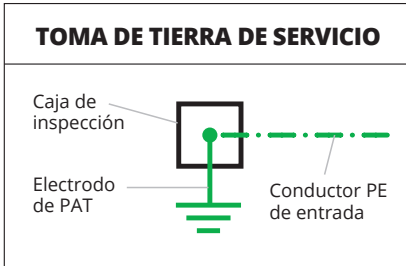 TOMA DE TIERRA DE SERVICIO
Caja de
inspección
Electrodo
de PAT
Conductor PE
de entrada